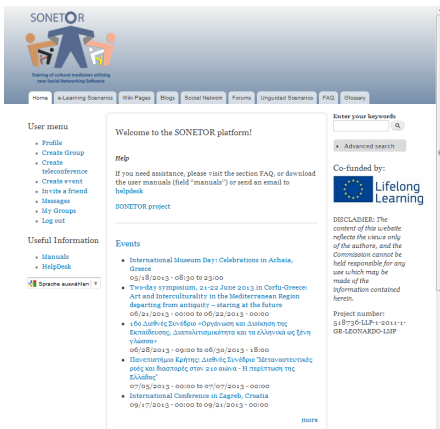 SONETOR
Training of cultural mediators utilising
new Social Networking Software
Home
e-Learning Scenarios
Wiki Pages
Blogs
Social Network
Forums
Unguided Scenarios
FAQ
Glossary
User menu
Profile
Create Group
Create
teleconference
Create event
Invite a friend
Messages
My Groups
Log out
Useful Information
Manuals
HelpDesk
Sprache auswählen
Welcome to the SONETOR platform!
Help
If you need assistance, please visit the section FAQ, or download
the user manuals (field "manuals") or send an email to
helpdesk
SONETOR project
Events
International Museum Day: Celebrations in Achaia,
Greece
05/18/2013 - 08:30 to 23:00
Two-day symposium, 21-22 June 2013 in Corfu-Greece:
Art and Interculturality in the Mediterranean Region
departing from antiquity – staring at the future
06/21/2013 - 00:00 to 06/22/2013 - 00:00
16ο Διεθνές Συνέδριο «Οργάνωση και Διοίκηση της
Εκπαίδευσης, Διαπολιτισμικότητα και τα ελληνικά ως ξένη
γλώσσα»
06/28/2013 - 09:00 to 06/30/2013 - 18:00
Πανεπιστήμιο Κρήτης: Διεθνές Συνέδριο "Μεταναστευτικές
ροές και διασπορές στον 21ο αιώνα - Η περίπτωση της
Ελλάδας"
07/05/2013 - 00:00 to 07/07/2013 - 00:00
International Conference in Zagreb, Croatia
09/17/2013 - 00:00 to 09/21/2013 - 00:00
more
Enter your keywords
Advanced search
Co-funded by:
Lifelong
Learning
DISCLAIMER: The
content of this website
reflects the views only
of the authors, and the
Commission cannot be
held responsible for any
use which may be
made of the
information contained
herein.
Project number:
518736-LLP-1-2011-1-
GR-LEONARDO-LMP